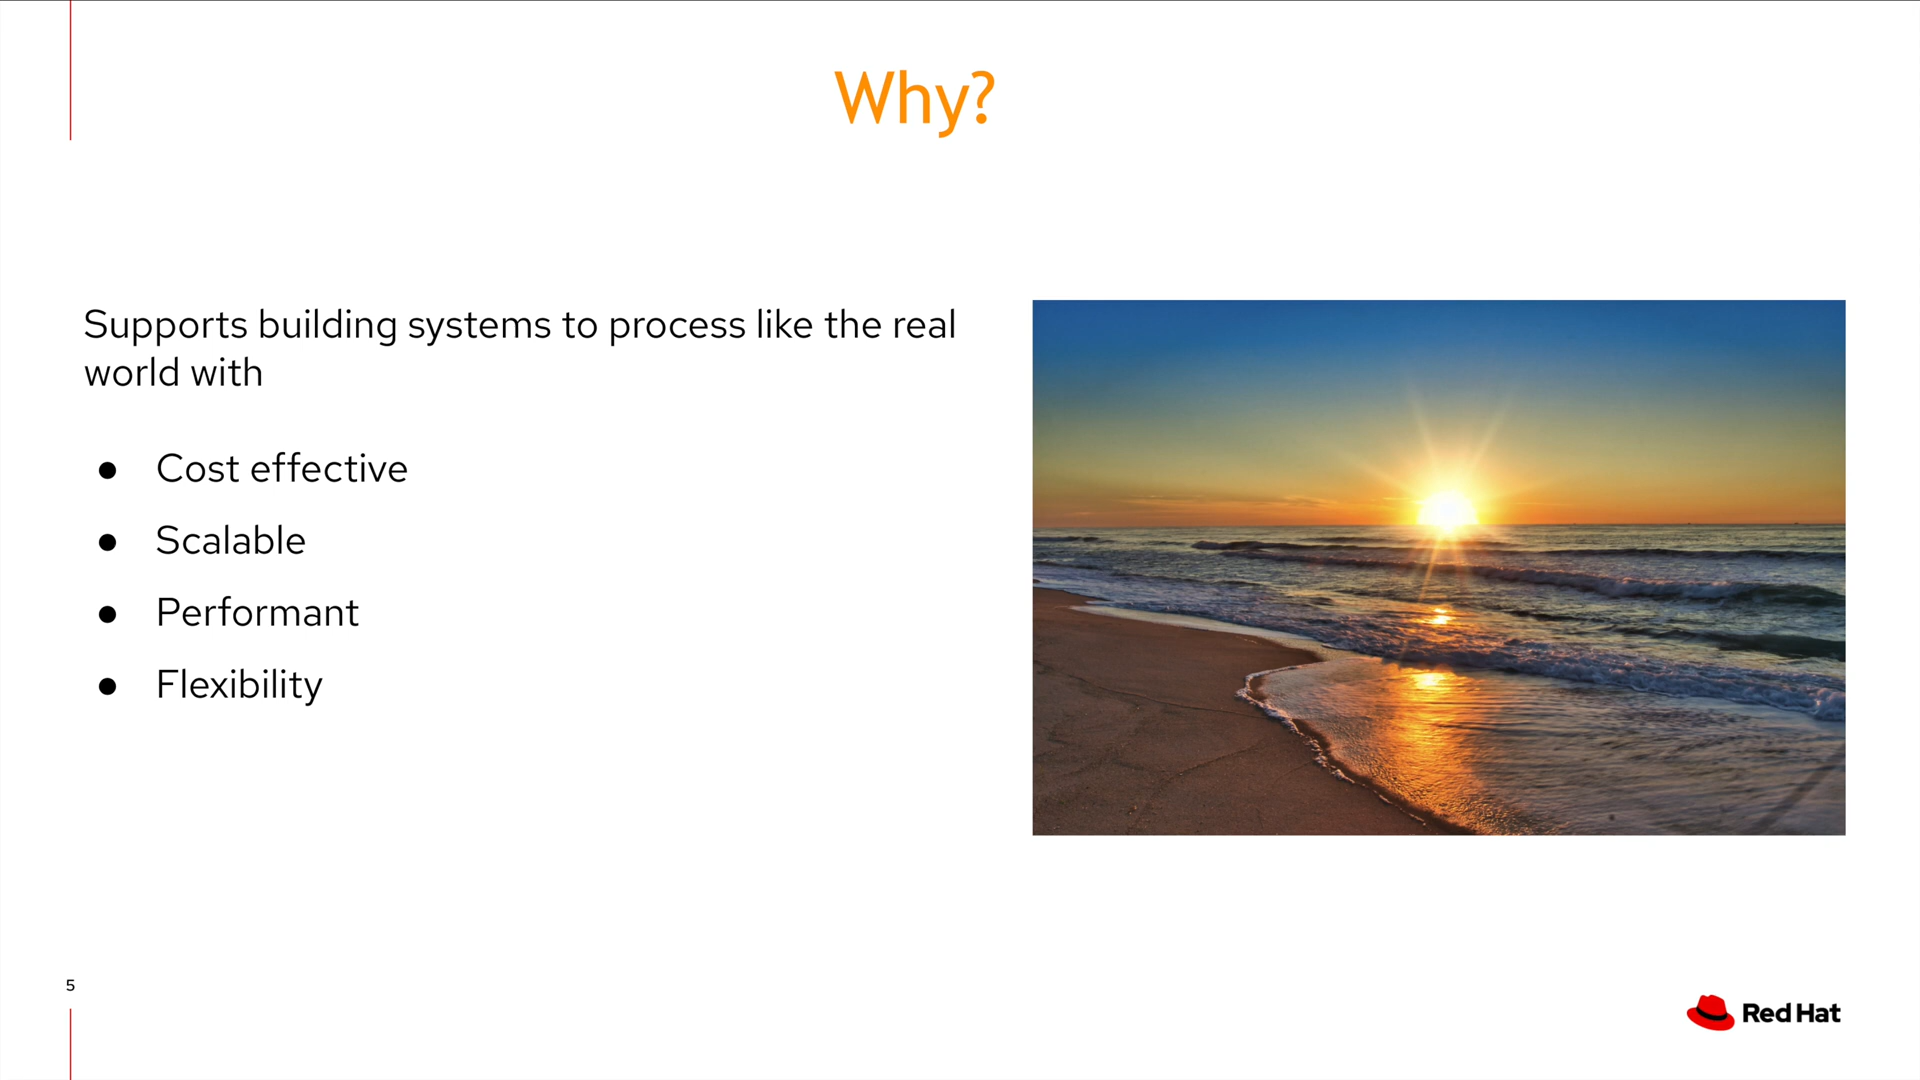 Why?
Supports building systems to process like the real
world with
● Cost effective
● Scalable
● Performant
● Flexibility
5
Red Hat